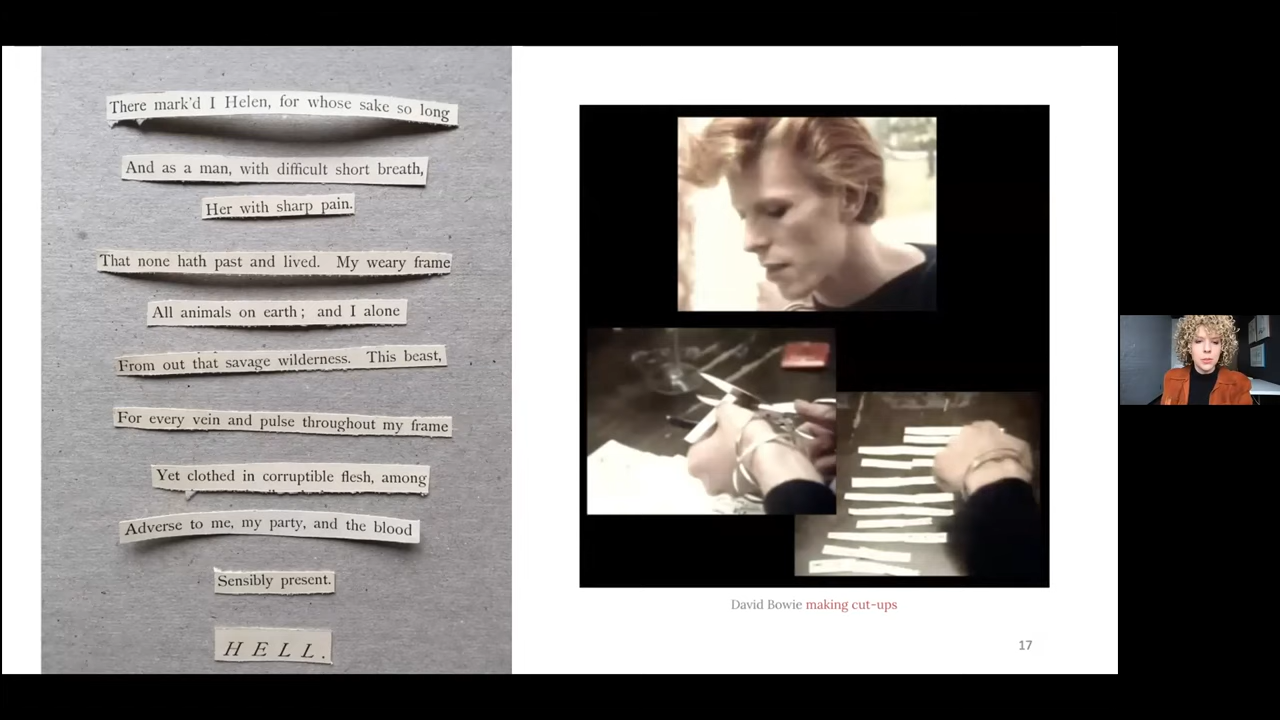 There mark'd I Helen, for whose sake so long
And as a man, with difficult short breath,
Her with sharp pain.
That none hath past and lived. My weary frame
All animals on earth ; and I alone
From out that savage wilderness. This beast,
For every vein and pulse throughout my frame
Yet clothed in corruptible flesh, among
Adverse to me, my party, and the blood
Sensibly present.
HELL.
David Bowie making cut-ups
17